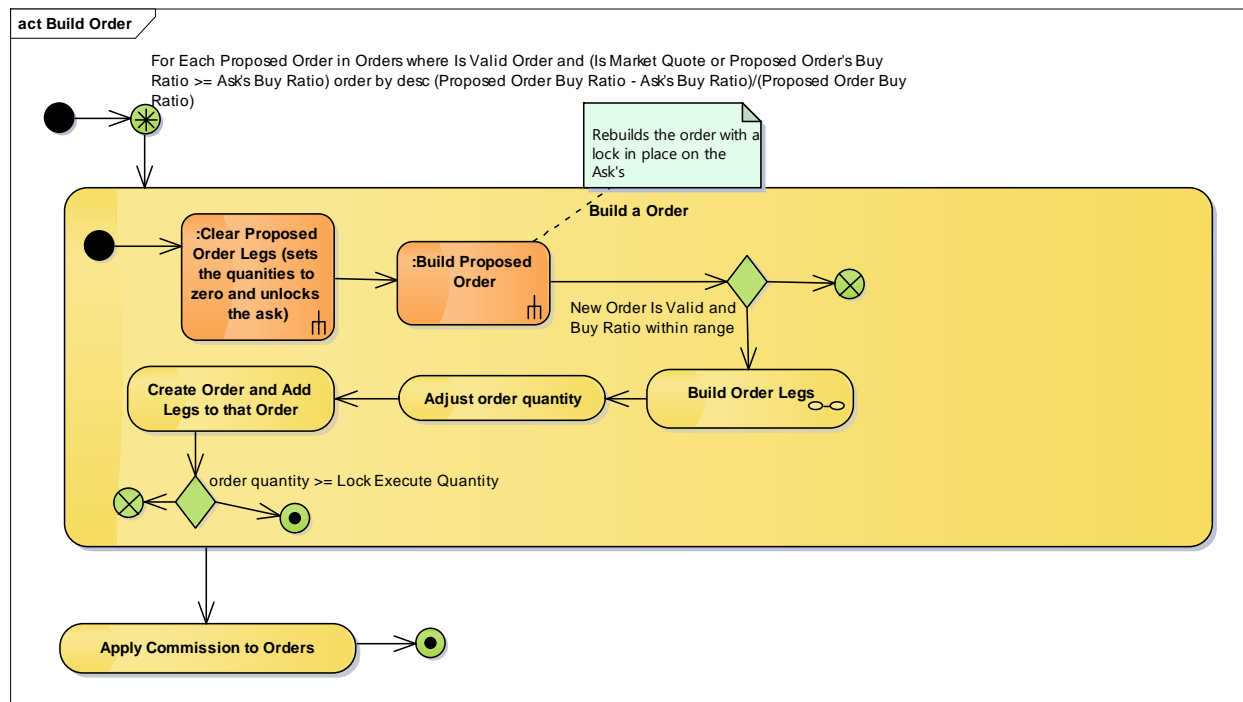 act Build Order
For Each Proposed Order in Orders where Is Valid Order and (Is Market Quote or Proposed Order's Buy
Ratio >= Ask's Buy Ratio) order by desc (Proposed Order Buy Ratio - Ask's Buy Ratio)/(Proposed Order Buy
Ratio)
Rebuilds the order with a
lock in place on the
Ask's
Build a Order
:Clear Proposed
Order Legs (sets
the quanities to
zero and unlocks
the ask)
:Build Proposed
Order
New Order Is Valid and
Buy Ratio within range
Create Order and Add
Legs to that Order
Adjust order quantity
Build Order Legs
order quantity >= Lock Execute Quantity
Apply Commission to Orders